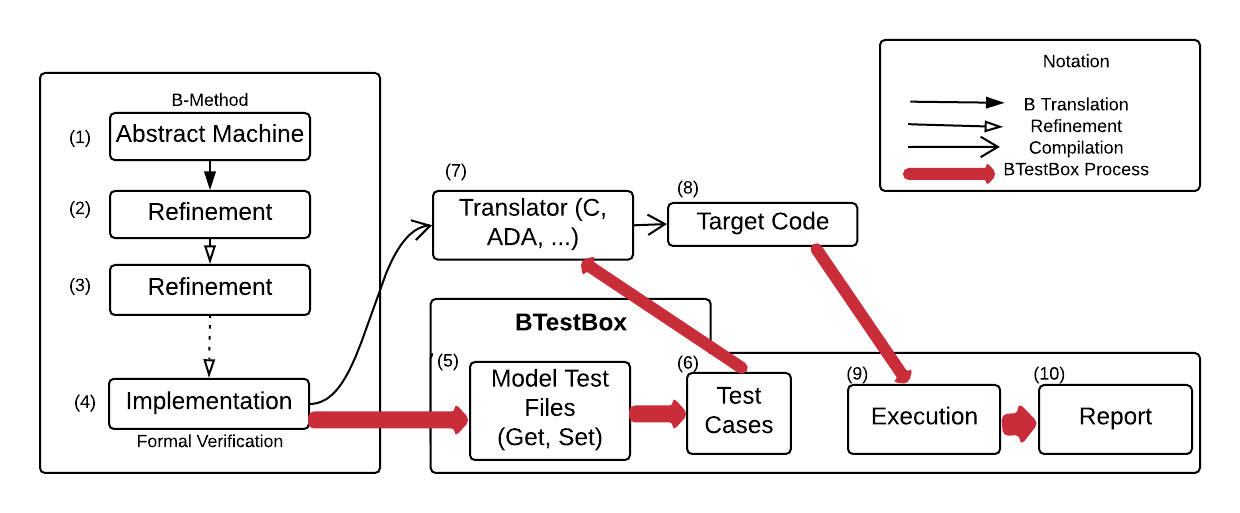 B-Method
(1)
Abstract Machine
(2)
Refinement
(3)
Refinement
(4)
Implementation
Formal Verification
(7)
Translator (C,
ADA, ...)
(8)
Target Code
Notation
B Translation
Refinement
Compilation
BTestBox Process
BTestBox
(5)
Model Test
Files
(Get, Set)
(6)
Test
Cases
(9)
Execution
(10)
Report